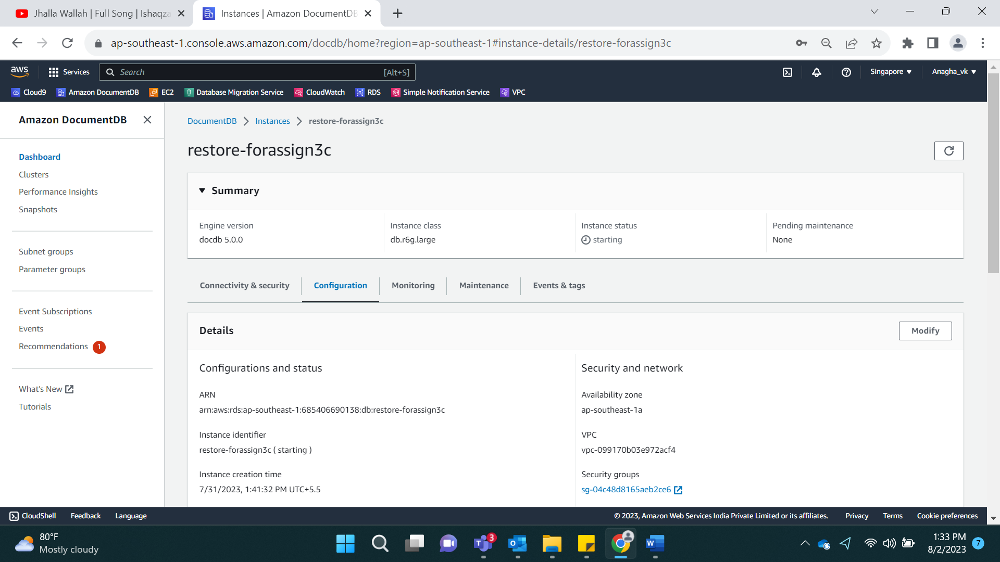 Jhalla Wallah | Full Song | Ishaqza
Instances | Amazon DocumentDB
ap-southeast-1.console.aws.amazon.com/docdb/home?region=ap-southeast-1#instance-details/restore-forassign3c
aws
Services
Search
[Alt+S]
Singapore
Anagha_vk
Cloud9
Amazon DocumentDB
EC2
Database Migration Service
CloudWatch
RDS
Simple Notification Service
VPC
Amazon DocumentDB
Dashboard
Clusters
Performance Insights
Snapshots
Subnet groups
Parameter groups
Event Subscriptions
Events
Recommendations 1
What's New
Tutorials
DocumentDB > Instances > restore-forassign3c
restore-forassign3c
Summary
Engine version
docdb 5.0.0
Instance class
db.r6g.large
Instance status
starting
Pending maintenance
None
Connectivity & security
Configuration
Monitoring
Maintenance
Events & tags
Details
Modify
Configurations and status
ARN
arn:aws:rds:ap-southeast-1:685406690138:db:restore-forassign3c
Instance identifier
restore-forassign3c ( starting )
Instance creation time
7/31/2023, 1:41:32 PM UTC+5.5
Security and network
Availability zone
ap-southeast-1a
VPC
vpc-099170b03e972acf4
Security groups
sg-04c48d8165aeb2ce6
CloudShell
Feedback
Language
© 2023, Amazon Web Services India Private Limited or its affiliates.
Privacy
Terms
Cookie preferences
80°F
Mostly cloudy
3
1:33 PM
8/2/2023
7